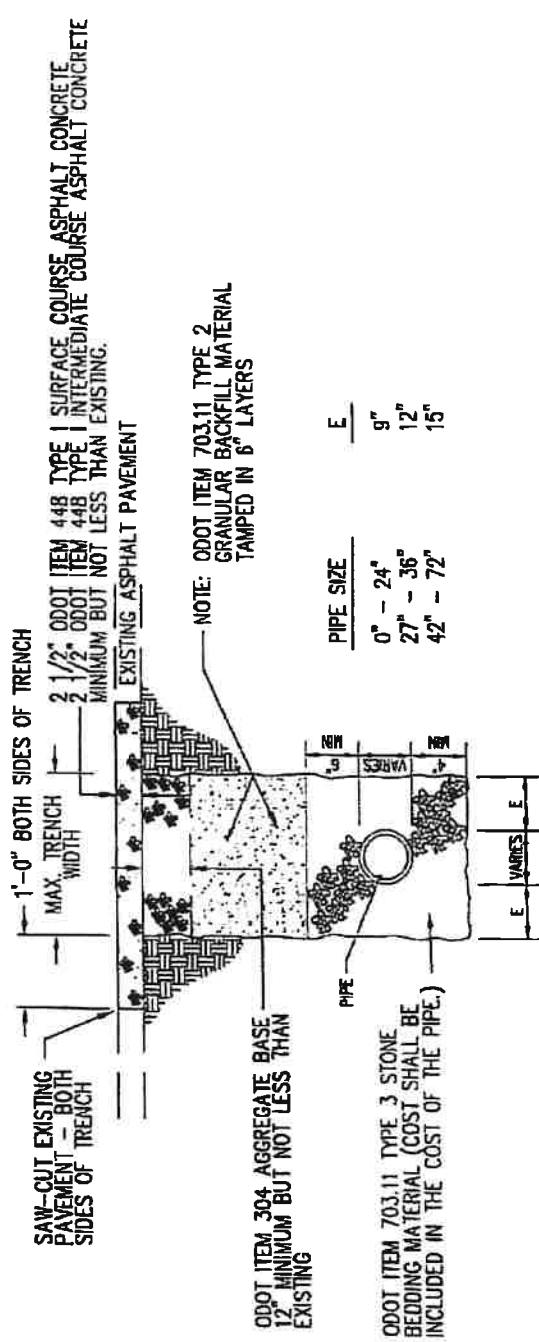 1'-0" BOTH SIDES OF TRENCH
MAX. TRENCH
WIDTH
2 1/2" ODOT ITEM 448 TYPE 1 SURFACE COURSE ASPHALT CONCRETE
2 1/2" ODOT ITEM 448 TYPE 1 INTERMEDIATE COURSE ASPHALT CONCRETE
MINIMUM BUT NOT LESS THAN EXISTING.
EXISTING ASPHALT PAVEMENT
SAW-CUT EXISTING
PAVEMENT - BOTH
SIDES OF TRENCH
NOTE: ODOT ITEM 703.11 TYPE 2
GRANULAR BACKFILL MATERIAL
TAMPED IN 6" LAYERS
ODOT ITEM 304 AGGREGATE BASE
12" MINIMUM BUT NOT LESS THAN
EXISTING
PIPE
ODOT ITEM 703.11 TYPE 3 STONE
BEDDING MATERIAL (COST SHALL BE
INCLUDED IN THE COST OF THE PIPE.)
6" MIN
VARIES
4" MIN
E VARIES E
PIPE SIZE E
0" - 24" 9"
27" - 36" 12"
42" - 72" 15"